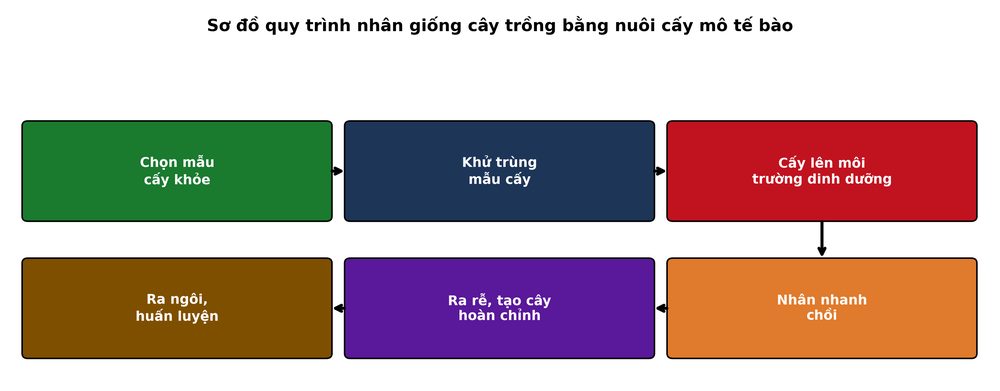 Sơ đồ quy trình nhân giống cây trồng bằng nuôi cấy mô tế bào
Chọn mẫu
cấy khỏe
Khử trùng
mẫu cấy
Cấy lên môi
trường dinh dưỡng
Nhân nhanh
chồi
Ra rễ, tạo cây
hoàn chỉnh
Ra ngôi,
huấn luyện